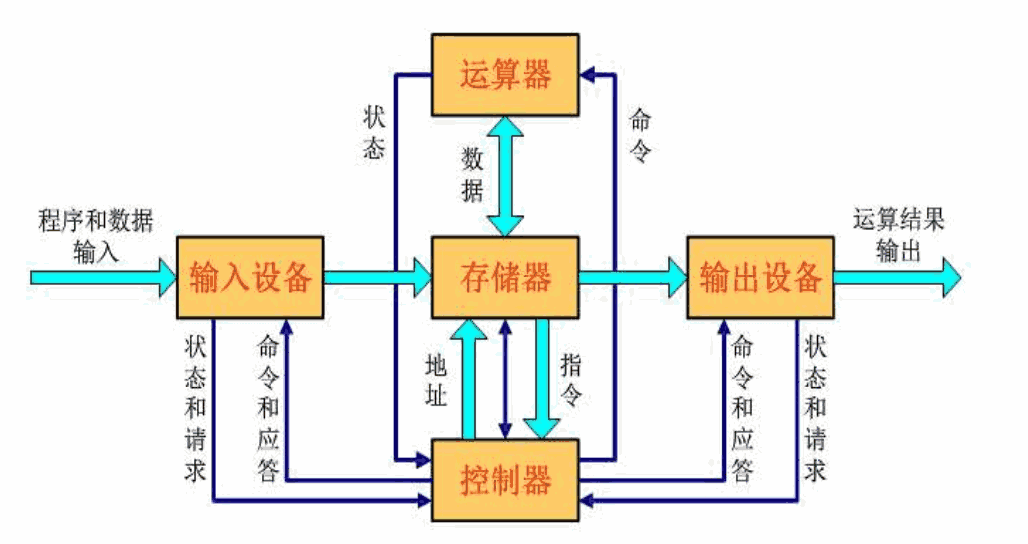 运算器
状态
命令
数据
程序和数据
输入
运算结果
输出
输入设备
存储器
输出设备
状态和请求
命令和应答
地址
指令
命令和应答
状态和请求
控制器